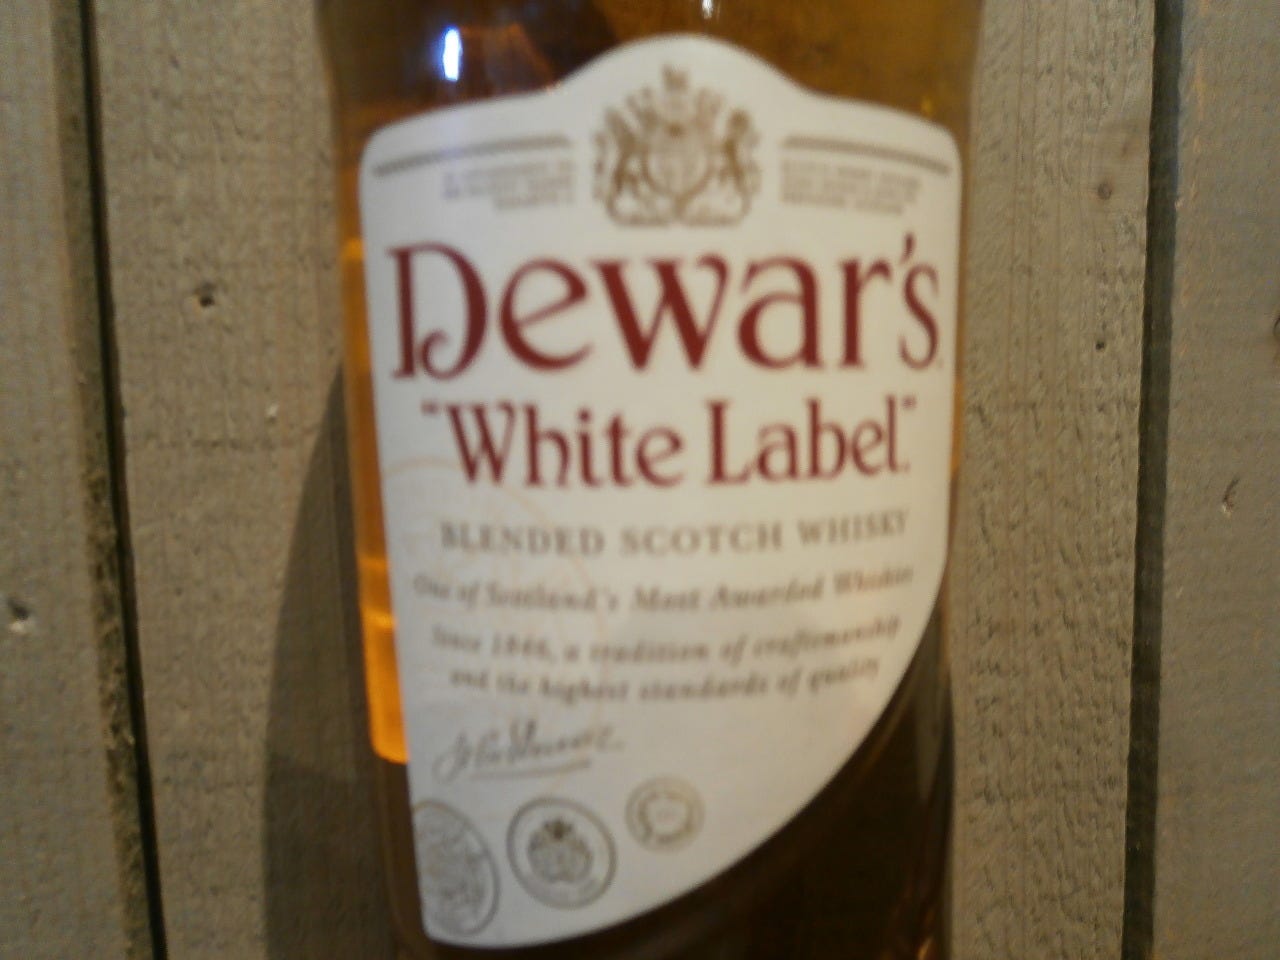 Dewar's
"White Label".
BLENDED SCOTCH WHISKY
One of Scotland's Most Awarded Whiskies
Since 1846, a tradition of craftsmanship
and the highest standards of quality